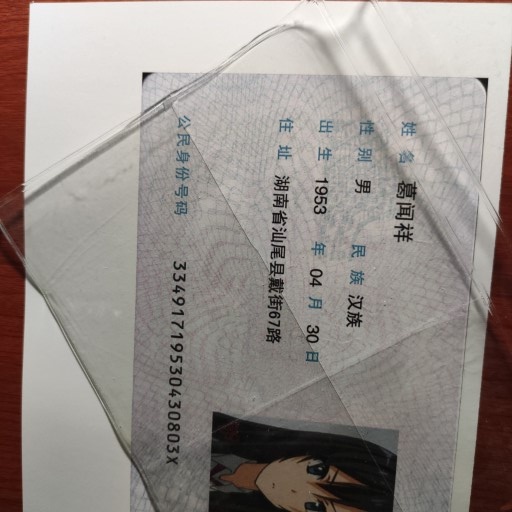 姓名 葛闻祥
性别 男 民族 汉族
出生 1953 年 04 月 30 日
住址 湖南省汕尾县戴街67路
公民身份号码 33491719530430803X